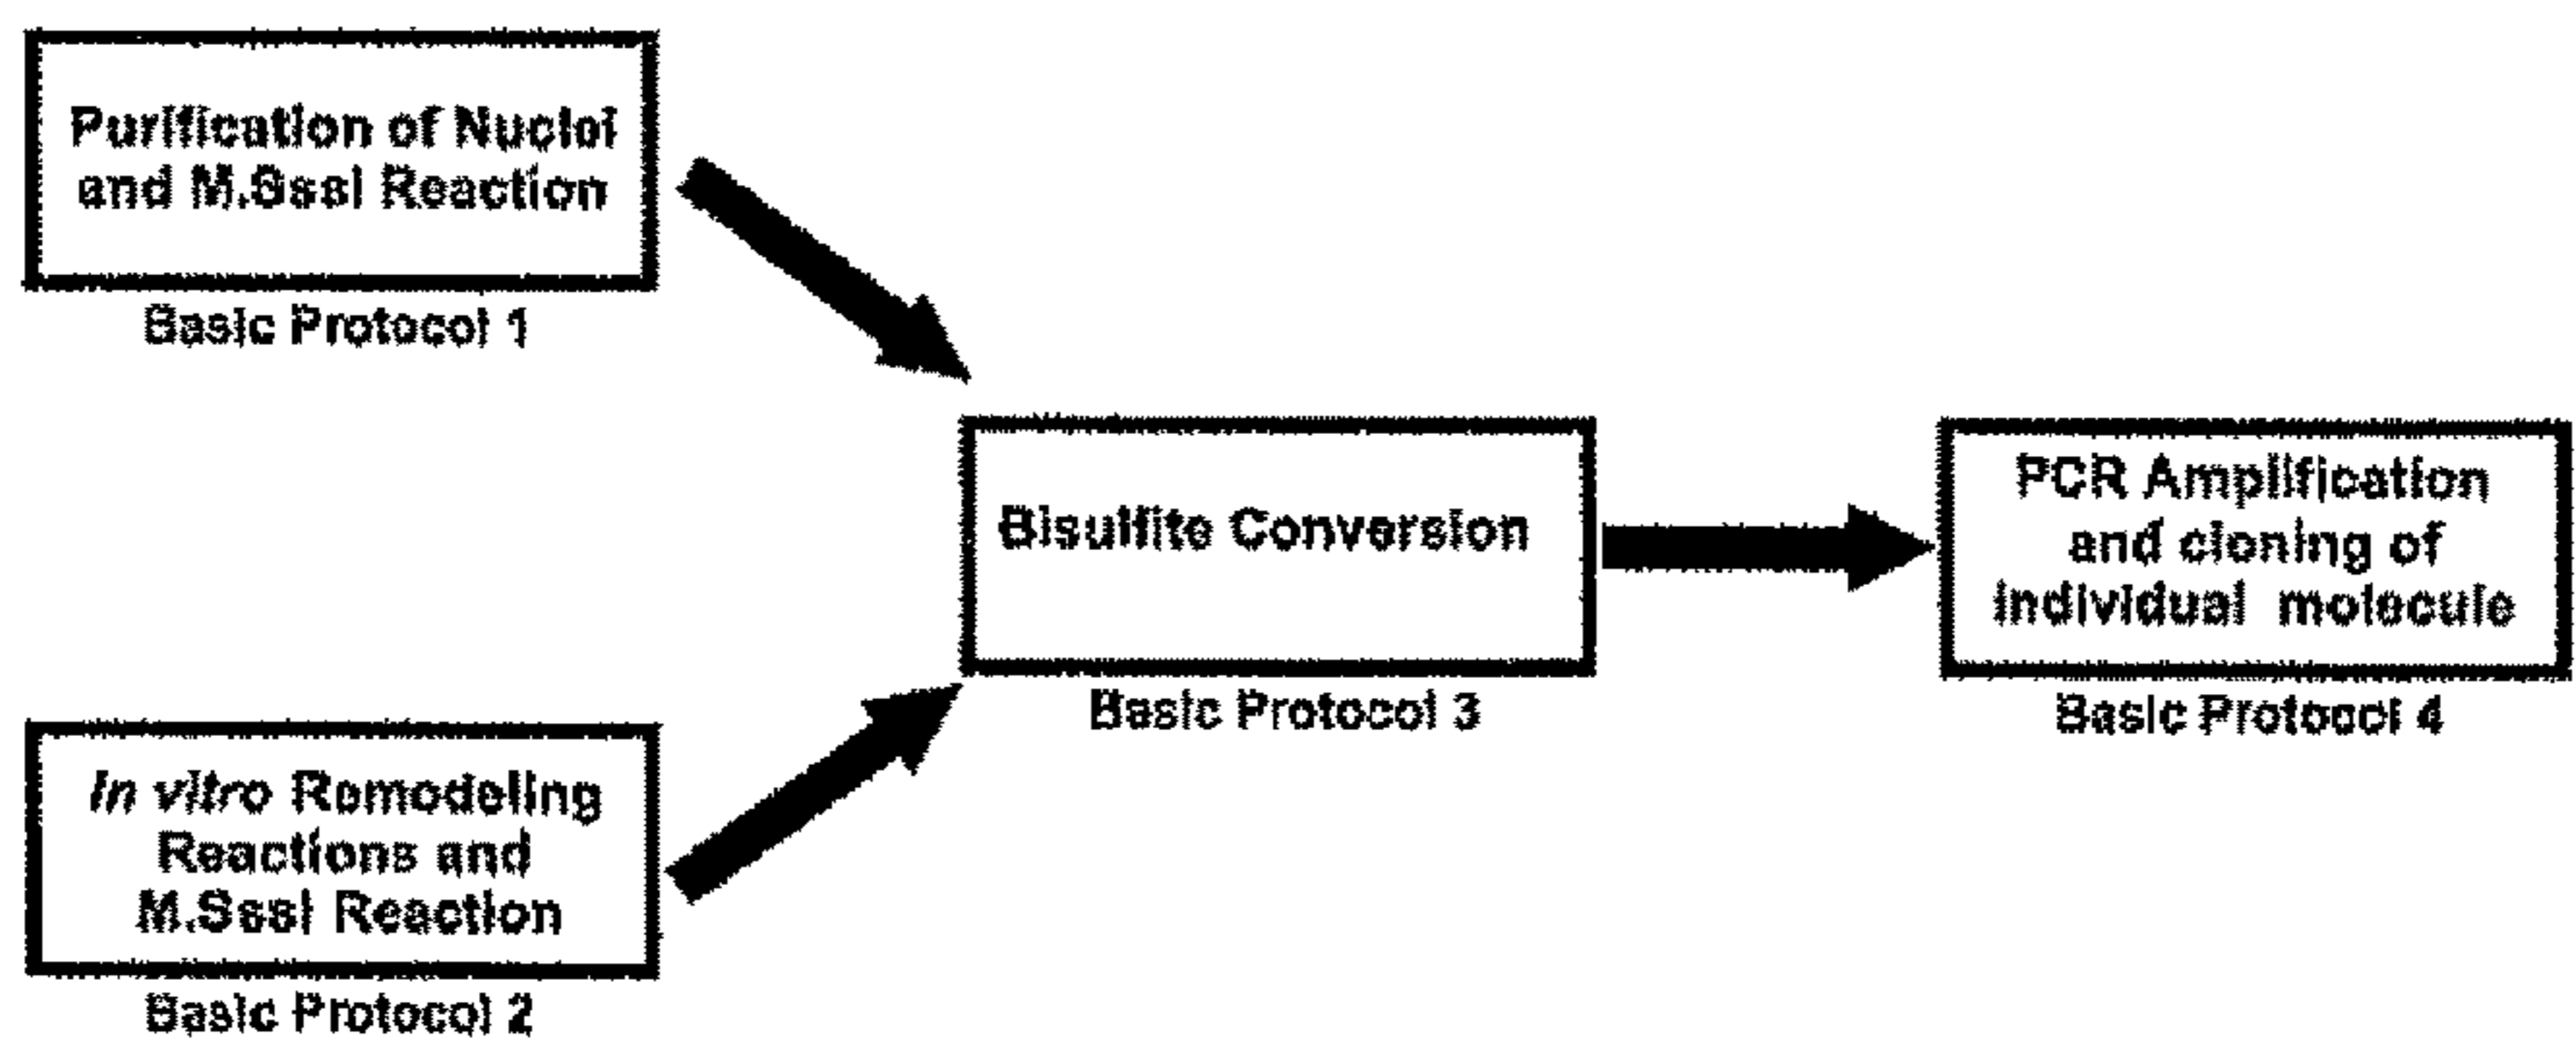 Purification of Nuclei
and M.SssI Reaction
Basic Protocol 1
In vitro Remodeling
Reactions and
M.SssI Reaction
Basic Protocol 2
Bisulfite Conversion
Basic Protocol 3
PCR Amplification
and cloning of
individual molecule
Basic Protocol 4